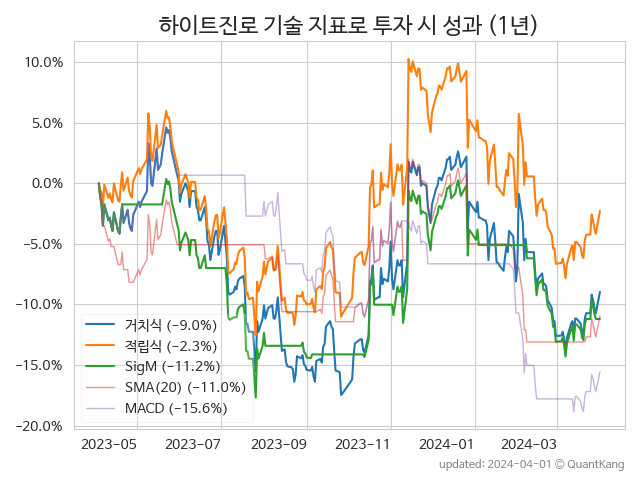 하이트진로 기술 지표로 투자 시 성과 (1년)
10.0%
5.0%
0.0%
−5.0%
−10.0%
−15.0%
−20.0%
거치식 (−9.0%)
적립식 (−2.3%)
SigM (−11.2%)
SMA(20) (−11.0%)
MACD (−15.6%)
2023-05 2023-07 2023-09 2023-11 2024-01 2024-03
updated: 2024-04-01 @ QuantKang